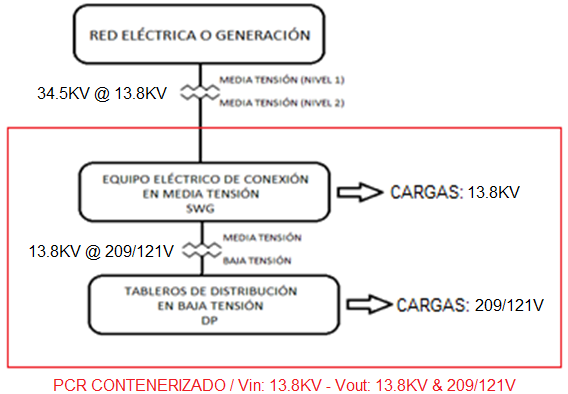 RED ELÉCTRICA O GENERACIÓN
MEDIA TENSIÓN (NIVEL 1)
34.5KV @ 13.8KV
MEDIA TENSIÓN (NIVEL 2)
EQUIPO ELÉCTRICO DE CONEXIÓN
EN MEDIA TENSIÓN
SWG
CARGAS: 13.8KV
MEDIA TENSIÓN
13.8KV @ 209/121V
BAJA TENSIÓN
TABLEROS DE DISTRIBUCIÓN
EN BAJA TENSIÓN
DP
CARGAS: 209/121V
PCR CONTENERIZADO / Vin: 13.8KV - Vout: 13.8KV & 209/121V